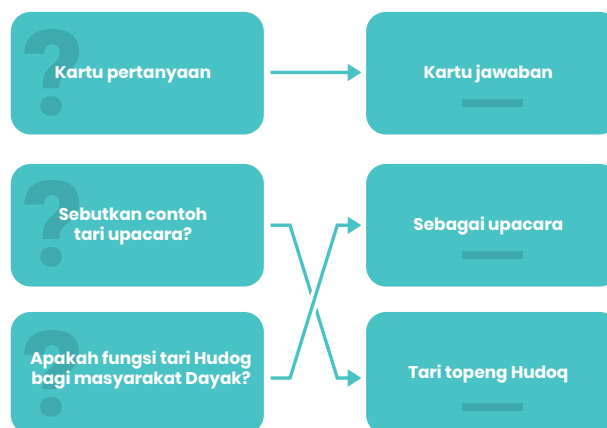 Kartu pertanyaan
Kartu jawaban
Sebutkan contoh
tari upacara?
Sebagai upacara
Apakah fungsi tari Hudog
bagi masyarakat Dayak?
Tari topeng Hudoq